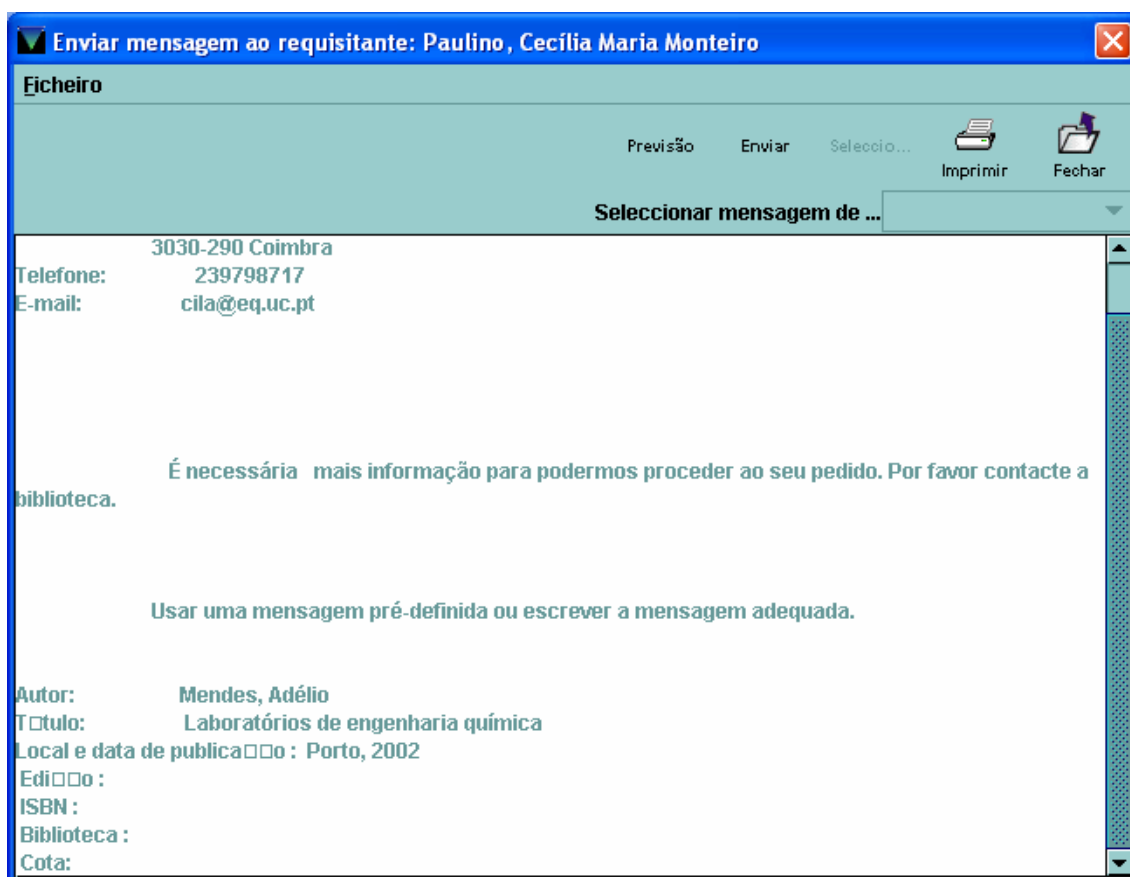 Enviar mensagem ao requisitante: Paulino, Cecília Maria Monteiro
Ficheiro
Previsão Enviar Seleccio... Imprimir Fechar
Seleccionar mensagem de ...
3030-290 Coimbra
Telefone: 239798717
E-mail: cila@eq.uc.pt
É necessária mais informação para podermos proceder ao seu pedido. Por favor contacte a
biblioteca.
Usar uma mensagem pré-definida ou escrever a mensagem adequada.
Autor: Mendes, Adélio
T□tulo: Laboratórios de engenharia química
Local e data de publica□□o : Porto, 2002
Edi□□o :
ISBN :
Biblioteca :
Cota: